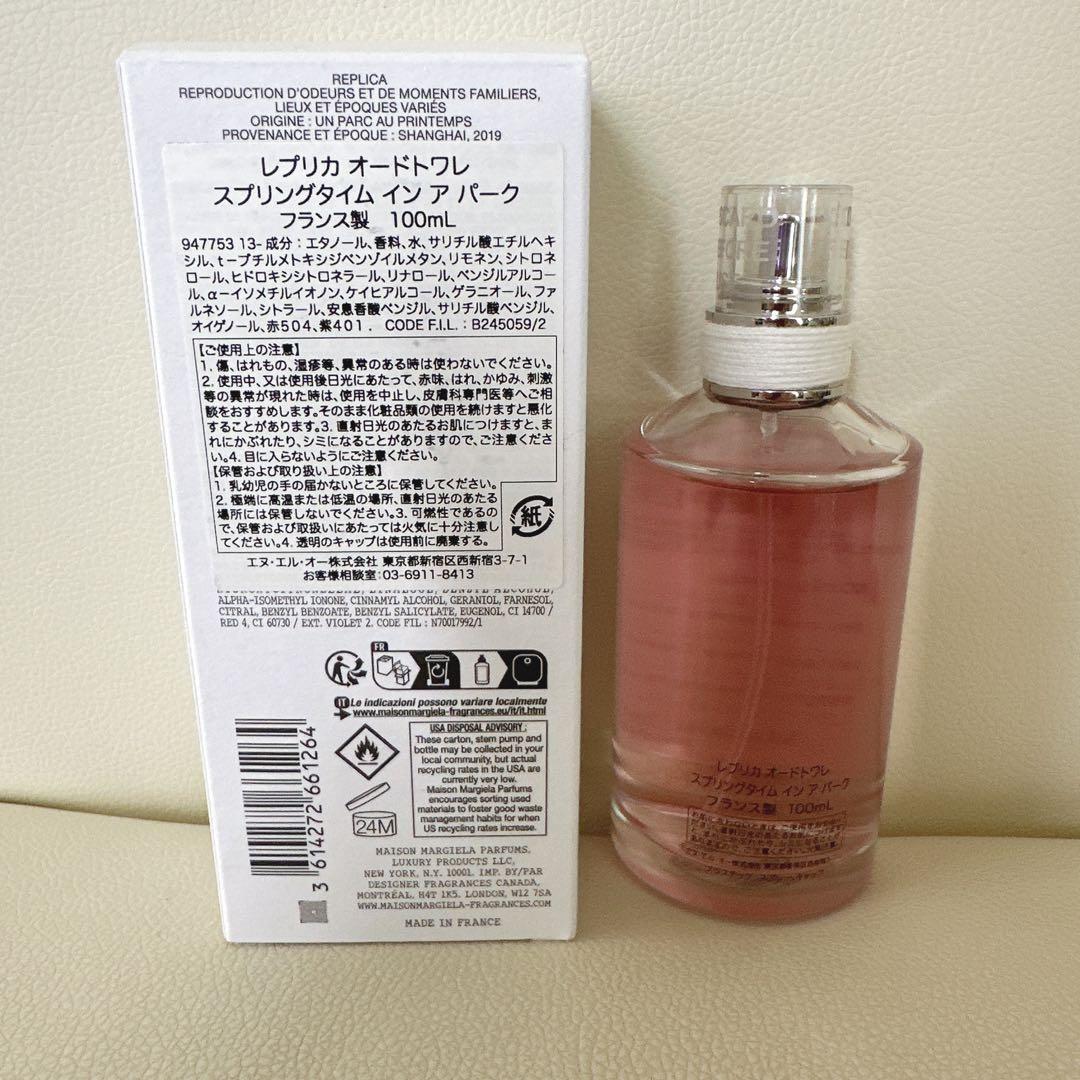 REPLICA
REPRODUCTION D'ODEURS ET DE MOMENTS FAMILIERS,
LIEUX ET ÉPOQUES VARIÉS
ORIGINE : UN PARC AU PRINTEMPS
PROVENANCE ET ÉPOQUE : SHANGHAI, 2019
レプリカ オードトワレ
スプリングタイム イン ア パーク
フランス製 100mL
947753 13- 成分：エタノール、香料、水、サリチル酸エチルヘキ
シル、t-ブチルメトキシジベンゾイルメタン、リモネン、シトロネ
ロール、ヒドロキシシトロネラール、リナロール、ベンジルアルコー
ル、α-イソメチルイオノン、ケイヒアルコール、ゲラニオール、ファ
ルネソール、シトラール、安息香酸ベンジル、サリチル酸ベンジル、
オイゲノール、赤504、紫401. CODE F.I.L. : B245059/2
【ご使用上の注意】
1. 傷、はれもの、湿疹等、異常のある時は使わないでください。
2. 使用中、又は使用後日光にあたって、赤味、はれ、かゆみ、刺激
等の異常が現れた時は、使用を中止し、皮膚科専門医等へご相
談をおすすめします。そのまま化粧品類の使用を続けますと悪化
することがあります。3. 直射日光のあたるお肌につけますと、ま
れにかぶれたり、シミになることがありますので、ご注意くださ
い。4. 目に入らないようにご注意ください。
【保管および取り扱い上の注意】
1. 乳幼児の手の届かないところに保管してください。
2. 極端に高温または低温の場所、直射日光のあたる
場所には保管しないでください。3. 可燃性であるの
で、保管および取扱いにあたっては火気に十分注意し
てください。4. 透明のキャップは使用前に廃棄する。
紙
エヌ・エル・オー株式会社 東京都新宿区西新宿3-7-1
お客様相談室：03-6911-8413
ALPHA-ISOMETHYL IONONE, CINNAMYL ALCOHOL, GERANIOL, FARNESOL,
CITRAL, BENZYL BENZOATE, BENZYL SALICYLATE, EUGENOL, CI 14700 /
RED 4, CI 60730 / EXT. VIOLET 2. CODE FIL : N70017992/1
FR
IT Le indicazioni possono variare localmente
www.maisonmargiela-fragrances.eu/it/it.html
USA DISPOSAL ADVISORY :
These carton, stem pump and
bottle may be collected in your
local community, but actual
recycling rates in the USA are
currently very low.
Maison Margiela Parfums
encourages sorting used
materials to foster good waste
management habits for when
US recycling rates increase.
24M
3 614272 661264
MAISON MARGIELA PARFUMS,
LUXURY PRODUCTS LLC,
NEW YORK, N.Y. 10001. IMP. BY/PAR
DESIGNER FRAGRANCES CANADA,
MONTRÉAL, H4T 1K5. LONDON, W12 7SA
WWW.MAISONMARGIELA-FRAGRANCES.COM
MADE IN FRANCE
レプリカ オードトワレ
スプリングタイム イン ア パーク
フランス製 100mL